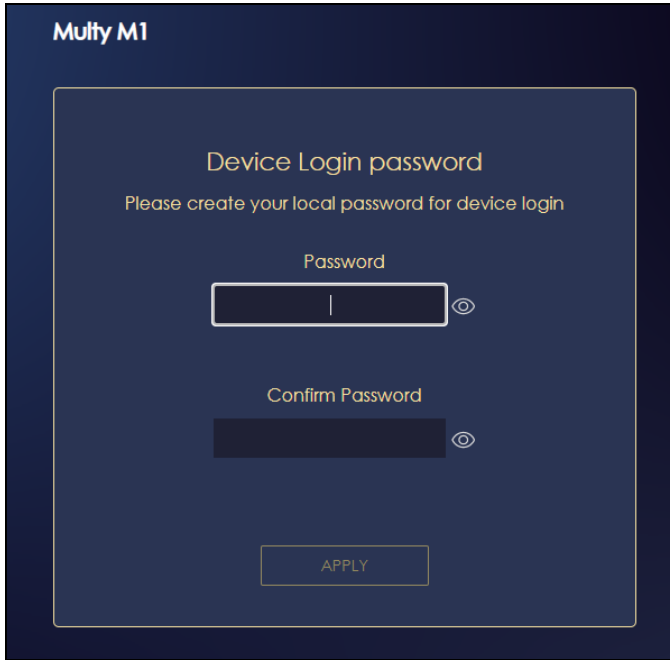 Multy M1
Device Login password
Please create your local password for device login
Password
Confirm Password
APPLY